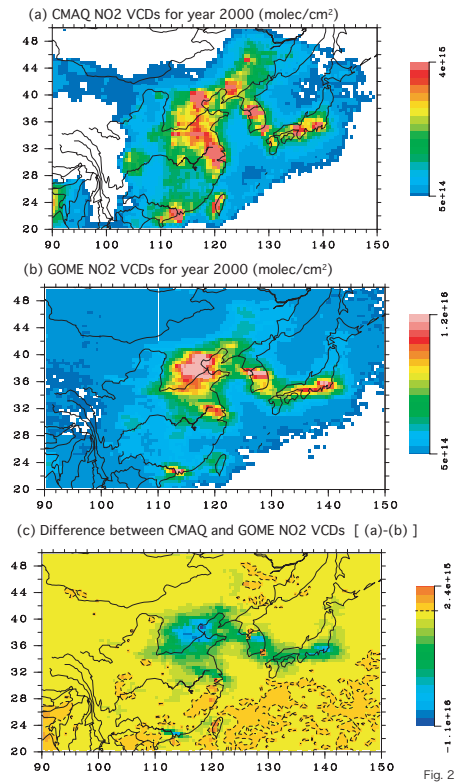 (a) CMAQ NO2 VCDs for year 2000 (molec/cm²)
48
44
40
36
32
28
24
20
90 100 110 120 130 140 150
4e+15
5e+14
(b) GOME NO2 VCDs for year 2000 (molec/cm²)
48
44
40
36
32
28
24
20
90 100 110 120 130 140 150
1.2e+16
5e+14
(c) Difference between CMAQ and GOME NO2 VCDs [ (a)-(b) ]
48
44
40
36
32
28
24
20
90 100 110 120 130 140 150
2.4e+15
-1.1e+16
Fig. 2